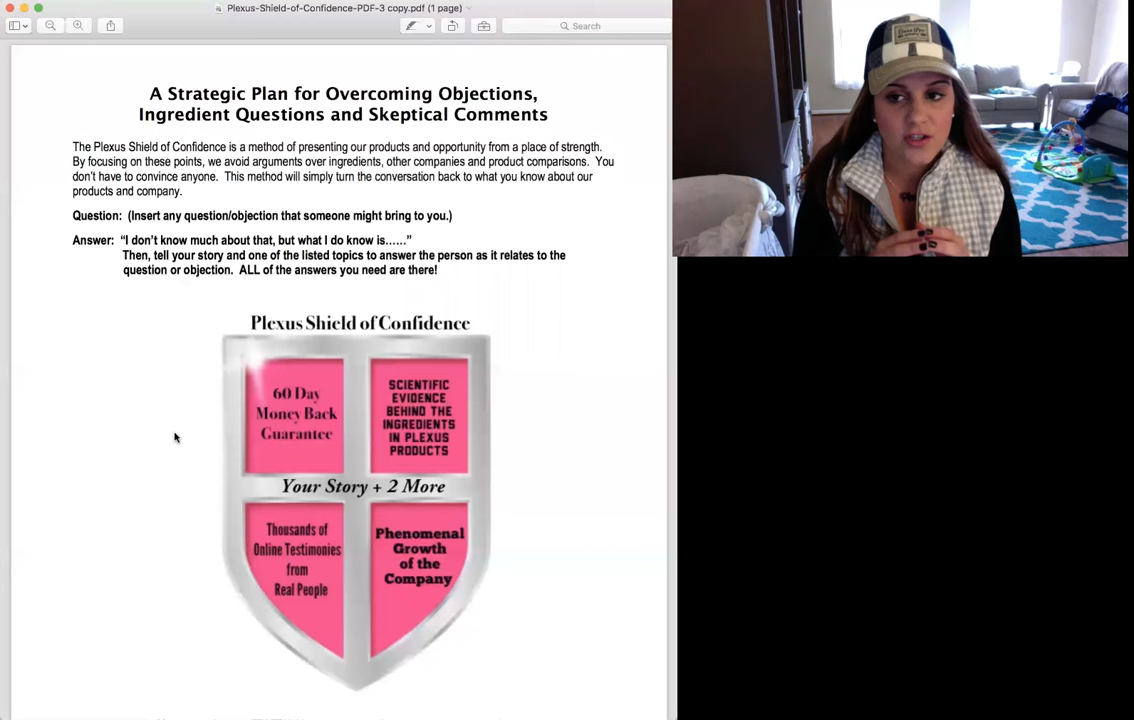 Plexus-Shield-of-Confidence-PDF-3 copy.pdf (1 page)
Search
A Strategic Plan for Overcoming Objections,
Ingredient Questions and Skeptical Comments
The Plexus Shield of Confidence is a method of presenting our products and opportunity from a place of strength.
By focusing on these points, we avoid arguments over ingredients, other companies and product comparisons.  You
don't have to convince anyone.  This method will simply turn the conversation back to what you know about our
products and company.
Question:  (Insert any question/objection that someone might bring to you.)
Answer:  "I don't know much about that, but what I do know is......"
Then, tell your story and one of the listed topics to answer the person as it relates to the
question or objection.  ALL of the answers you need are there!
Plexus Shield of Confidence
60 Day
Money Back
Guarantee
SCIENTIFIC
EVIDENCE
BEHIND THE
INGREDIENTS
IN PLEXUS
PRODUCTS
Your Story + 2 More
Thousands of
Online Testimonies
from
Real People
Phenomenal
Growth
of the
Company